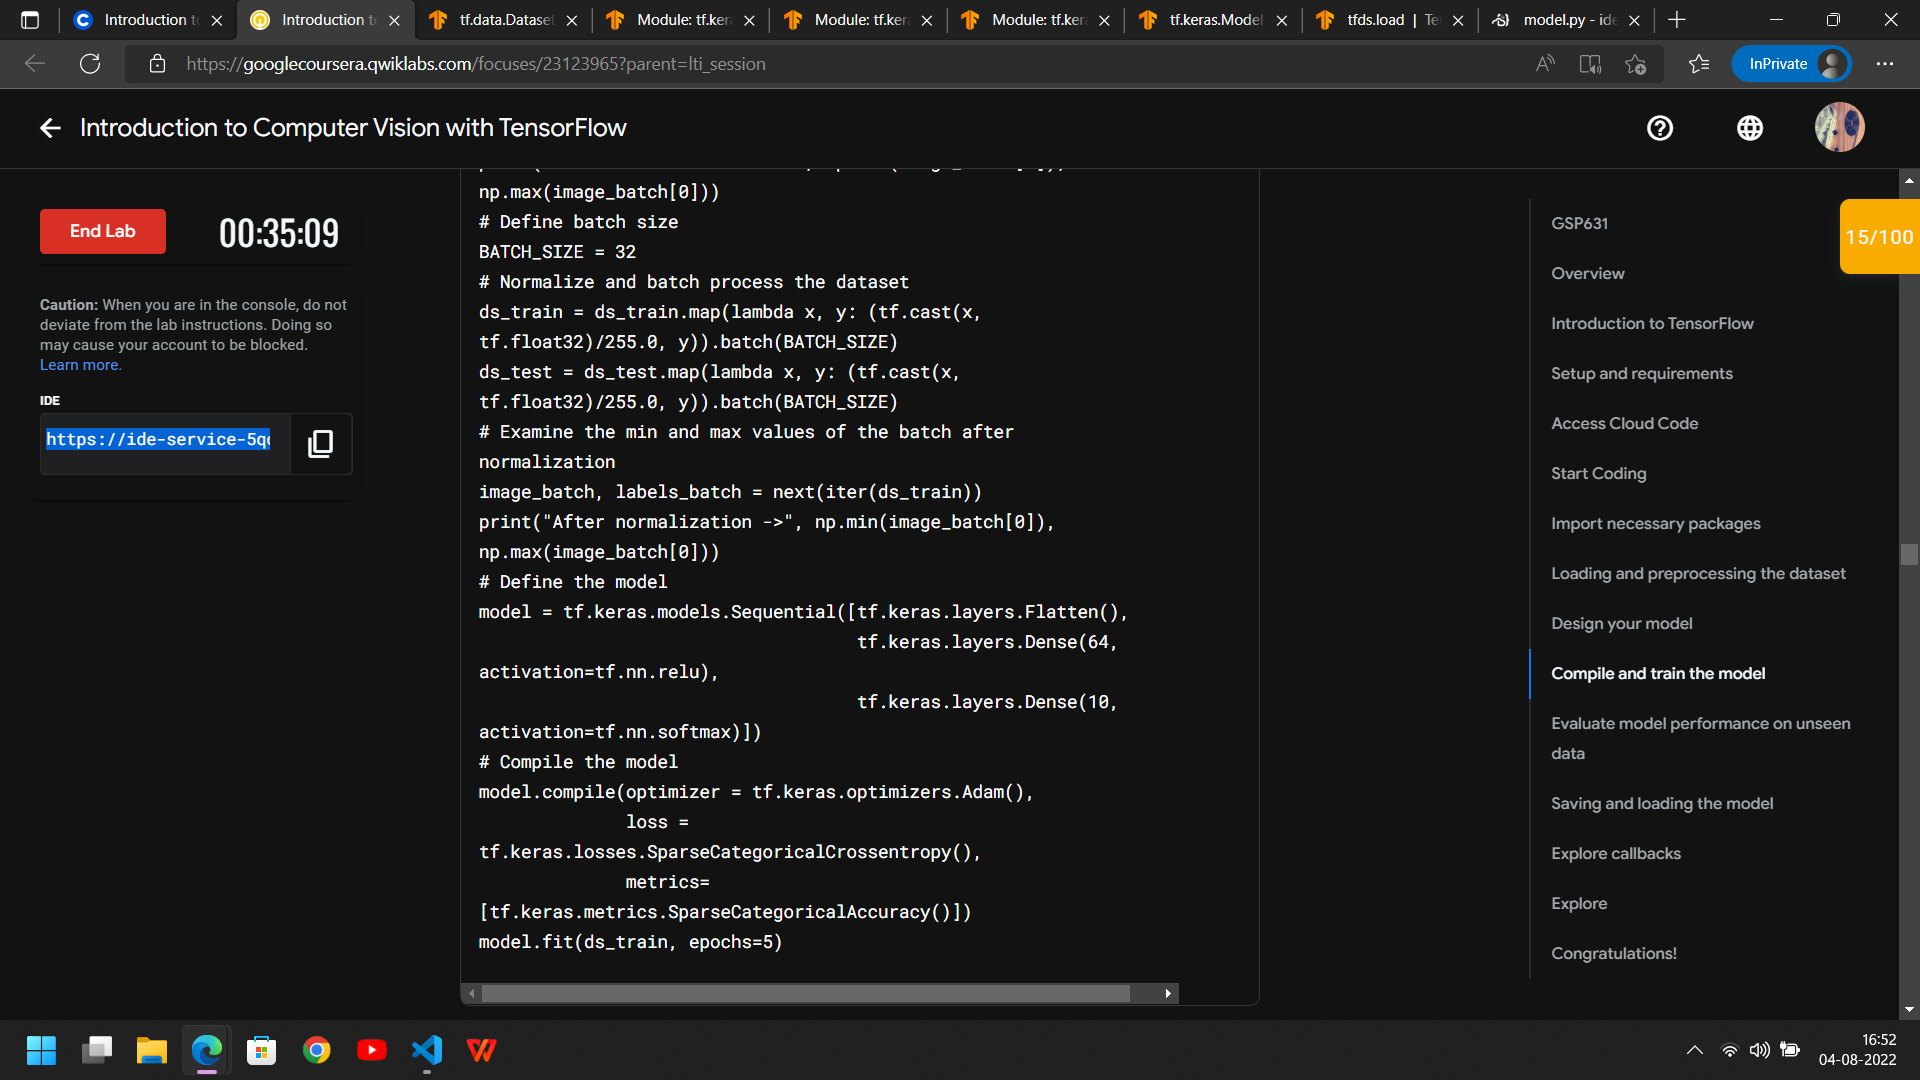 Introduction to
Introduction to
tf.data.Dataset
Module: tf.kera
Module: tf.kera
Module: tf.kera
tf.keras.Model
tfds.load | Te
model.py - ide
https://googlecoursera.qwiklabs.com/focuses/23123965?parent=lti_session
InPrivate
Introduction to Computer Vision with TensorFlow
End Lab
00:35:09
Caution: When you are in the console, do not
deviate from the lab instructions. Doing so
may cause your account to be blocked.
Learn more.
IDE
https://ide-service-5qc
np.max(image_batch[0]))
# Define batch size
BATCH_SIZE = 32
# Normalize and batch process the dataset
ds_train = ds_train.map(lambda x, y: (tf.cast(x,
tf.float32)/255.0, y)).batch(BATCH_SIZE)
ds_test = ds_test.map(lambda x, y: (tf.cast(x,
tf.float32)/255.0, y)).batch(BATCH_SIZE)
# Examine the min and max values of the batch after
normalization
image_batch, labels_batch = next(iter(ds_train))
print("After normalization ->", np.min(image_batch[0]),
np.max(image_batch[0]))
# Define the model
model = tf.keras.models.Sequential([tf.keras.layers.Flatten(),
tf.keras.layers.Dense(64,
activation=tf.nn.relu),
tf.keras.layers.Dense(10,
activation=tf.nn.softmax)])
# Compile the model
model.compile(optimizer = tf.keras.optimizers.Adam(),
loss =
tf.keras.losses.SparseCategoricalCrossentropy(),
metrics=
[tf.keras.metrics.SparseCategoricalAccuracy()])
model.fit(ds_train, epochs=5)
GSP631
Overview
Introduction to TensorFlow
Setup and requirements
Access Cloud Code
Start Coding
Import necessary packages
Loading and preprocessing the dataset
Design your model
Compile and train the model
Evaluate model performance on unseen
data
Saving and loading the model
Explore callbacks
Explore
Congratulations!
15/100
16:52
04-08-2022